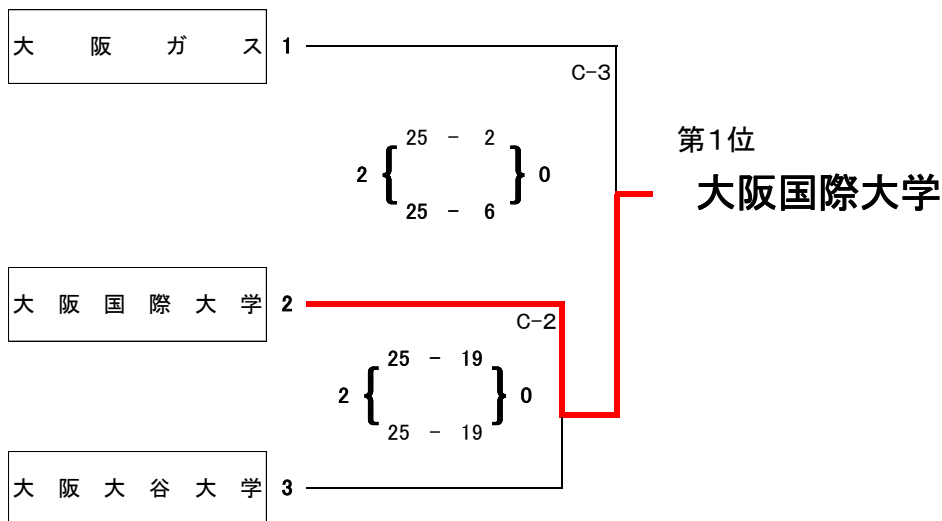 大阪ガス 1
C-3
25 - 2
2 { } 0
25 - 6
第1位
大阪国際大学
大阪国際大学 2
C-2
25 - 19
2 { } 0
25 - 19
大阪大谷大学 3